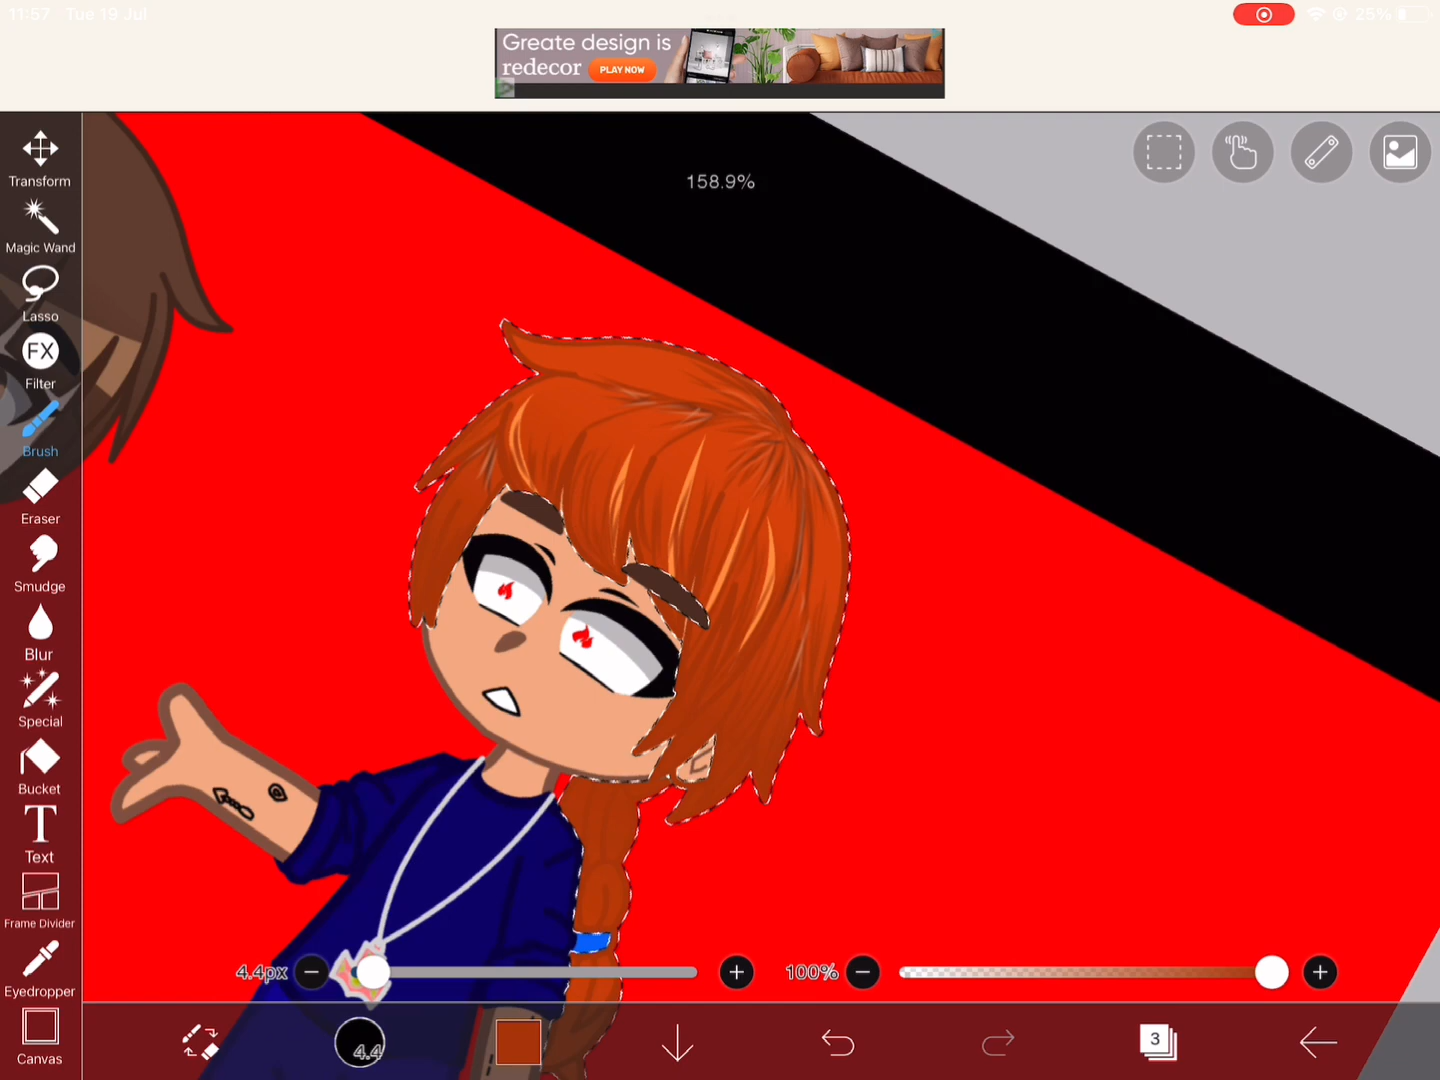 11:57 Tue 19 Jul
25%
Greate design is
redecor PLAY NOW
158.9%
Transform
Magic Wand
Lasso
FX
Filter
Brush
Eraser
Smudge
Blur
Special
Bucket
T
Text
Frame Divider
Eyedropper
Canvas
4.4px
100%
4.4
3